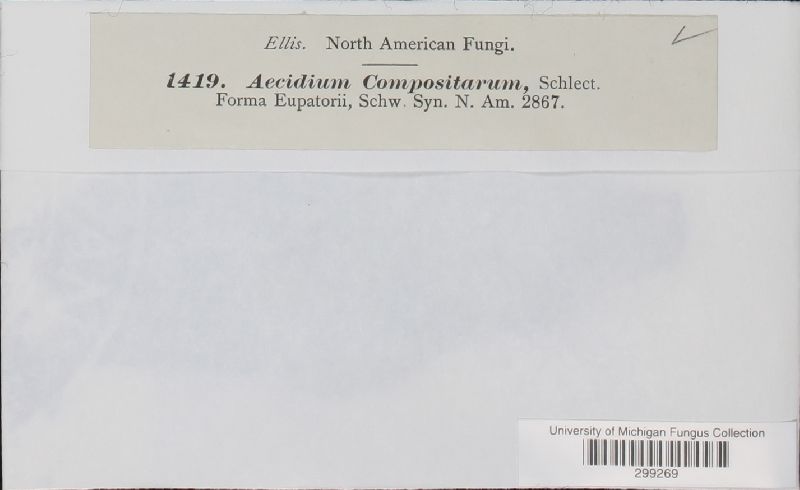 Ellis. North American Fungi.
1419. Aecidium Compositarum, Schlect.
Forma Eupatorii, Schw. Syn. N. Am. 2867.
University of Michigan Fungus Collection
299269